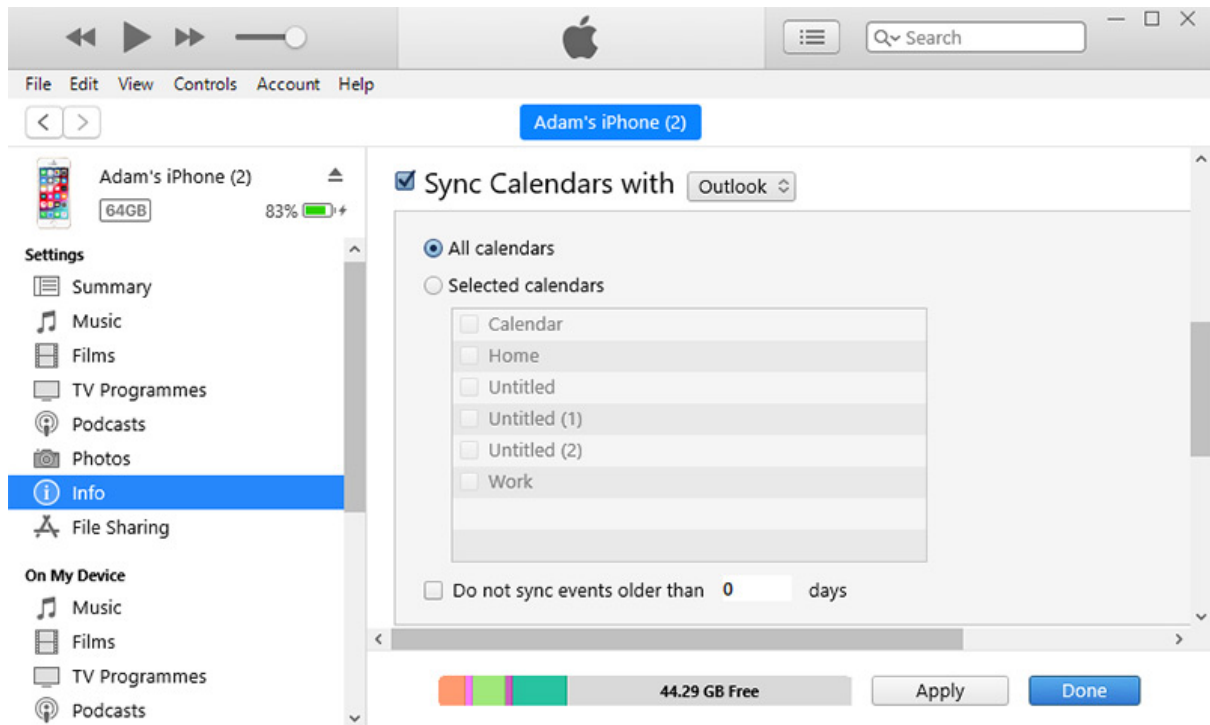 Search
File Edit View Controls Account Help
Adam's iPhone (2)
Adam's iPhone (2)
64GB 83%
Settings
Summary
Music
Films
TV Programmes
Podcasts
Photos
Info
File Sharing
On My Device
Music
Films
TV Programmes
Podcasts
Sync Calendars with Outlook
All calendars
Selected calendars
Calendar
Home
Untitled
Untitled (1)
Untitled (2)
Work
Do not sync events older than 0 days
44.29 GB Free Apply Done